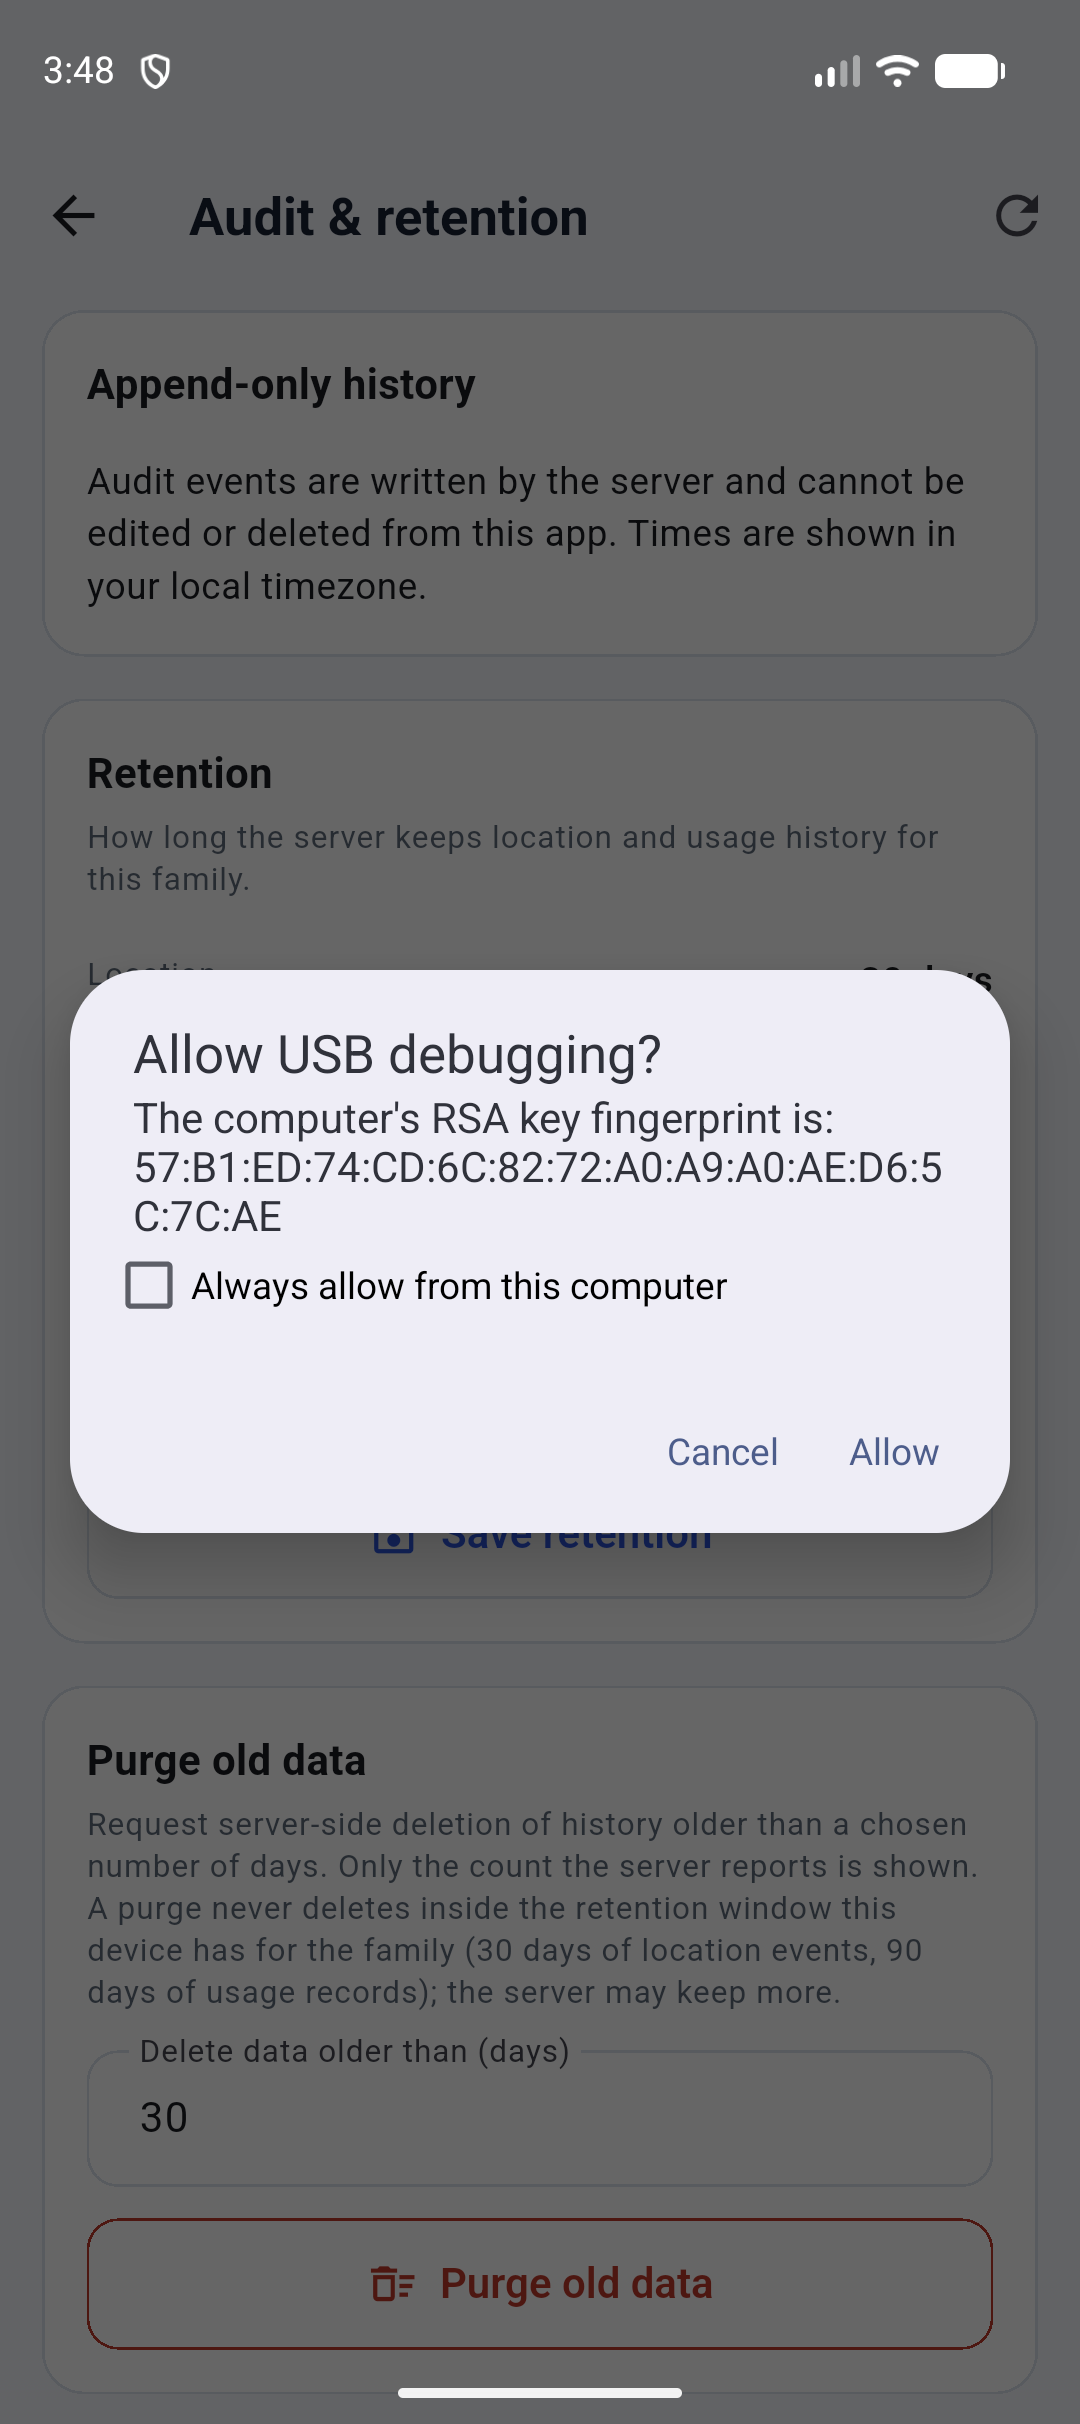 3:48
Audit & retention
Append-only history
Audit events are written by the server and cannot be
edited or deleted from this app. Times are shown in
your local timezone.
Retention
How long the server keeps location and usage history for
this family.
Location
Allow USB debugging?
The computer's RSA key fingerprint is:
57:B1:ED:74:CD:6C:82:72:A0:A9:A0:AE:D6:5
C:7C:AE
Always allow from this computer
Cancel Allow
Save retention
Purge old data
Request server-side deletion of history older than a chosen
number of days. Only the count the server reports is shown.
A purge never deletes inside the retention window this
device has for the family (30 days of location events, 90
days of usage records); the server may keep more.
Delete data older than (days)
30
Purge old data